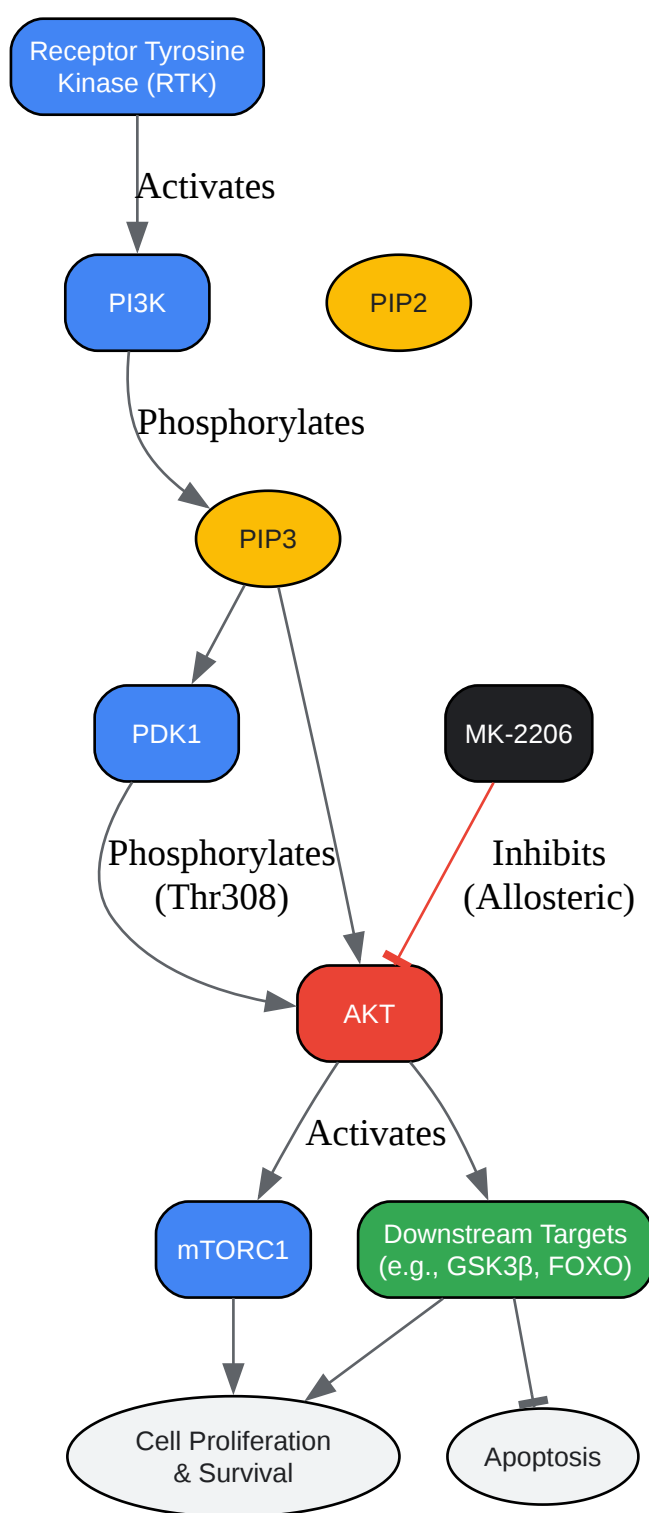 Receptor Tyrosine
Kinase (RTK)
Activates
PI3K
PIP2
Phosphorylates
PIP3
PDK1
MK-2206
Phosphorylates
(Thr308)
Inhibits
(Allosteric)
AKT
Activates
mTORC1
Downstream Targets
(e.g., GSK3β, FOXO)
Cell Proliferation
& Survival
Apoptosis